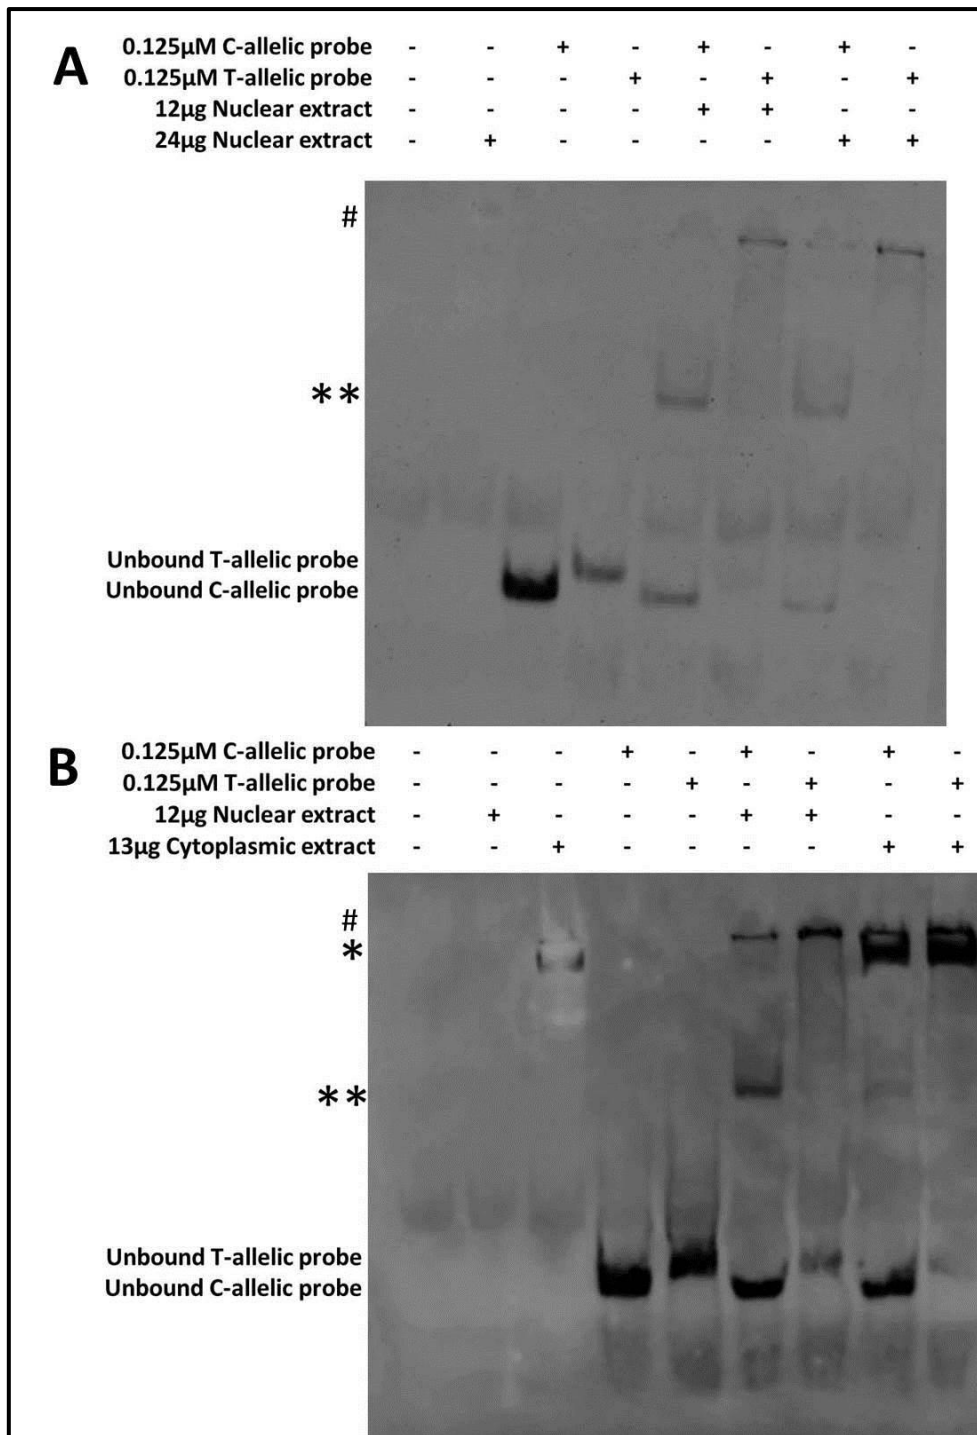 A
0.125µM C-allelic probe - - + - + - + -
0.125µM T-allelic probe - - - + - + - +
12µg Nuclear extract - - - - + + - -
24µg Nuclear extract - + - - - - + +
#
**
Unbound T-allelic probe
Unbound C-allelic probe
B
0.125µM C-allelic probe - - - + - + - + -
0.125µM T-allelic probe - - - - + - + - +
12µg Nuclear extract - + - - - + + - -
13µg Cytoplasmic extract - - + - - - - + +
#
*
**
Unbound T-allelic probe
Unbound C-allelic probe